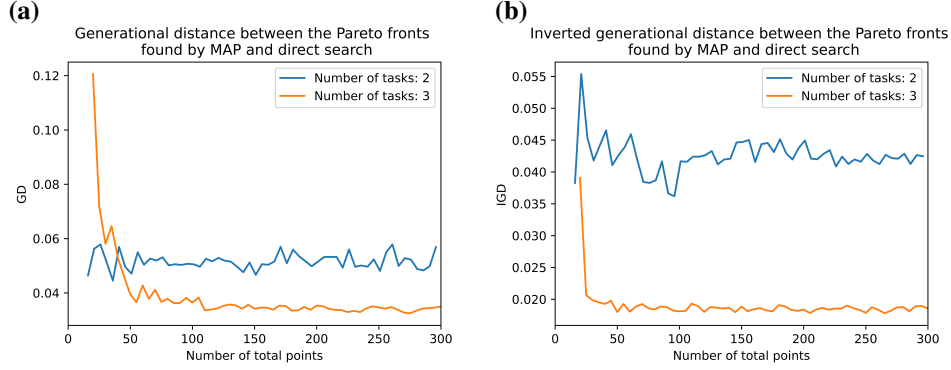 (a)
Generational distance between the Pareto fronts
found by MAP and direct search
Number of tasks: 2
Number of tasks: 3
0.12
0.10
0.08
0.06
0.04
GD
0 50 100 150 200 250 300
Number of total points
(b)
Inverted generational distance between the Pareto fronts
found by MAP and direct search
Number of tasks: 2
Number of tasks: 3
0.055
0.050
0.045
0.040
0.035
0.030
0.025
0.020
IGD
0 50 100 150 200 250 300
Number of total points